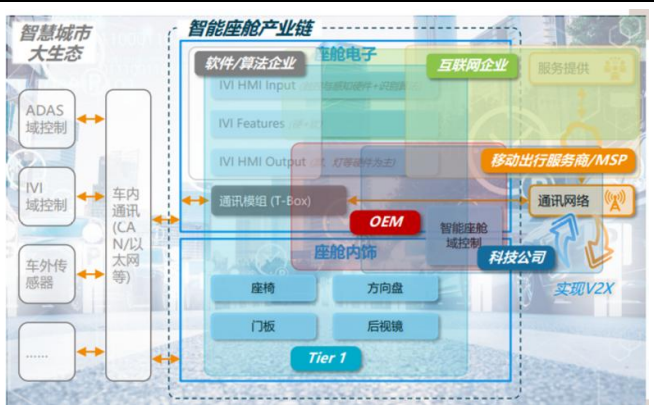 智慧城市
大生态
智能座舱产业链
软件/算法企业
座舱电子
互联网企业
服务提供
IVI HMI Input
IVI Features
IVI HMI Output
移动出行服务商/MSP
ADAS
域控制
IVI
域控制
车外传
感器
......
车内
通讯
(CA
N/以
太网
等)
通讯模组 (T-Box)
OEM
智能座舱
域控制
通讯网络
科技公司
实现V2X
座舱内饰
座椅
方向盘
门板
后视镜
Tier 1